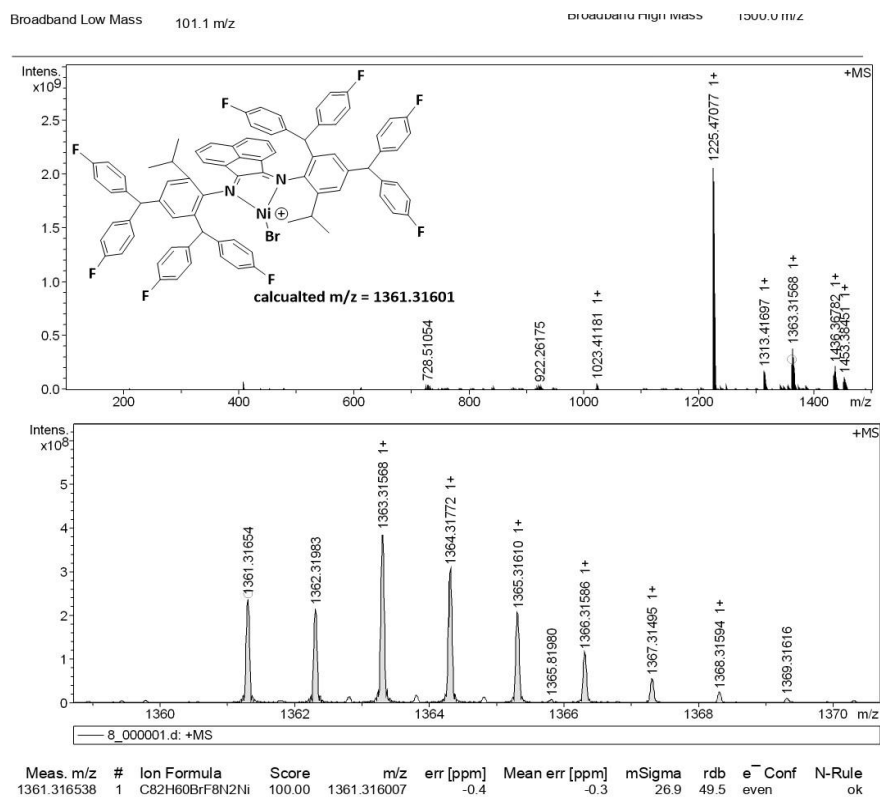 Broadband Low Mass 101.1 m/z Broadband High Mass 1500.0 m/z
Intens. +MS
x10⁹
2.5
2.0
1.5
1.0
0.5
0.0
728.51054
922.26175
1023.41181 1+
1225.47077 1+
1313.41697 1+
1363.31568 1+
1436.36782 1+
1453.38451 1+
F F F F F F F F
N N
Ni ⊕
Br
calcualted m/z = 1361.31601
200 400 600 800 1000 1200 1400 m/z
Intens. +MS
x10⁸
5
4
3
2
1
0
1361.31654
1362.31983
1363.31568 1+
1364.31772 1+
1365.31610 1+
1365.81980
1366.31586 1+
1367.31495 1+
1368.31594 1+
1369.31616
1360 1362 1364 1366 1368 1370 m/z
8_000001.d: +MS
Meas. m/z # Ion Formula Score m/z err [ppm] Mean err [ppm] mSigma rdb e⁻ Conf N-Rule
1361.316538 1 C82H60BrF8N2Ni 100.00 1361.316007 -0.4 -0.3 26.9 49.5 even ok